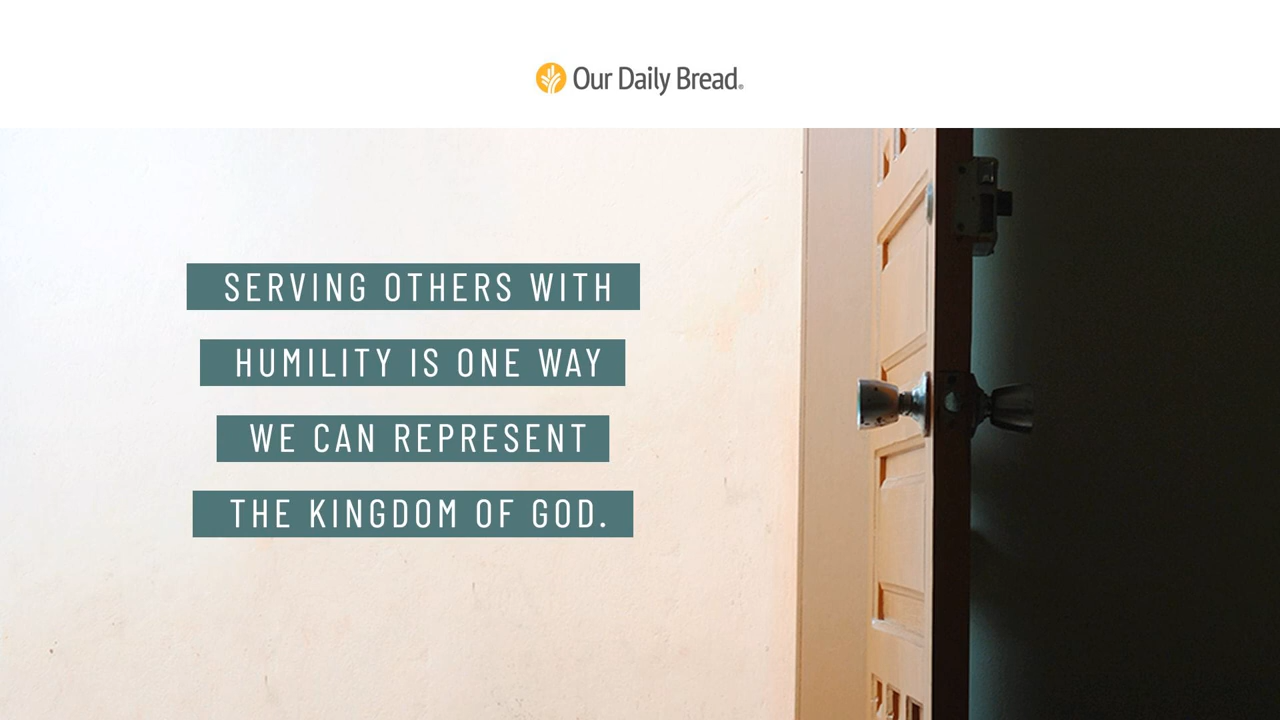 Our Daily Bread®
SERVING OTHERS WITH
HUMILITY IS ONE WAY
WE CAN REPRESENT
THE KINGDOM OF GOD.